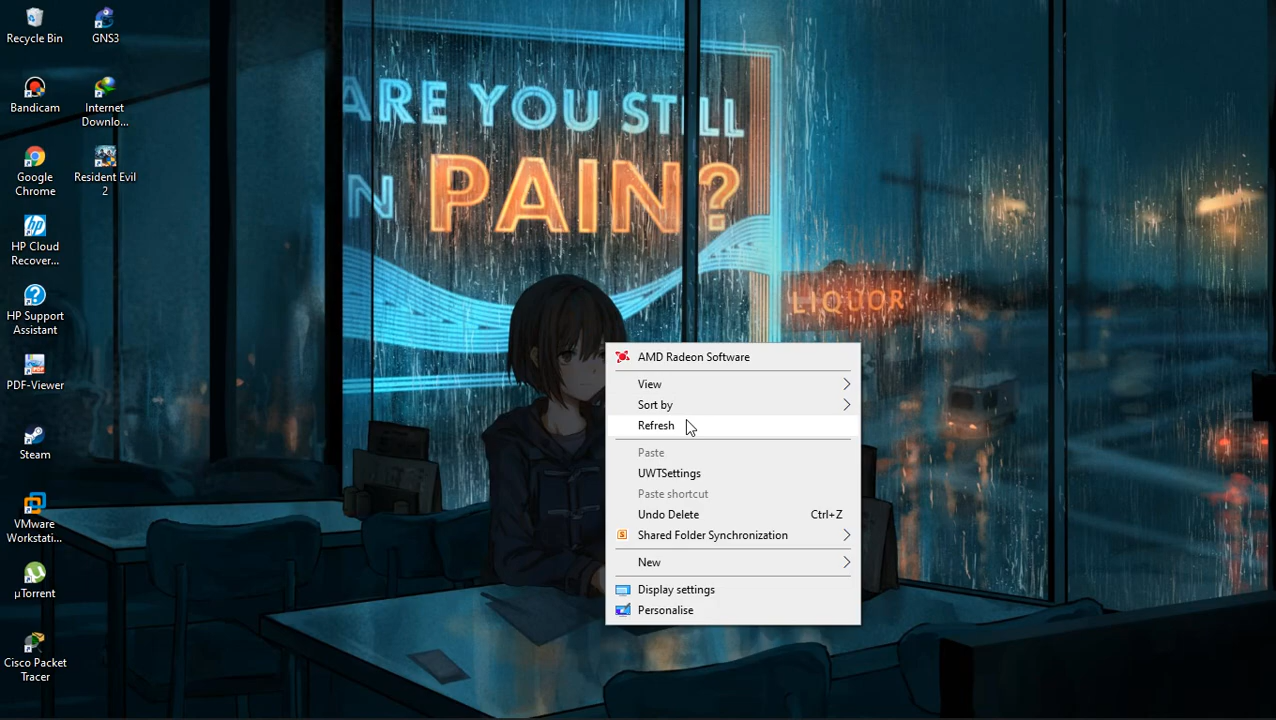 Recycle Bin
GNS3
Bandicam
Internet
Downlo...
Google
Chrome
Resident Evil
2
HP Cloud
Recover...
HP Support
Assistant
PDF-Viewer
Steam
VMware
Workstati...
µTorrent
Cisco Packet
Tracer
ARE YOU STILL
N PAIN?
LIQUOR
AMD Radeon Software
View
Sort by
Refresh
Paste
UWTSettings
Paste shortcut
Undo Delete Ctrl+Z
Shared Folder Synchronization
New
Display settings
Personalise